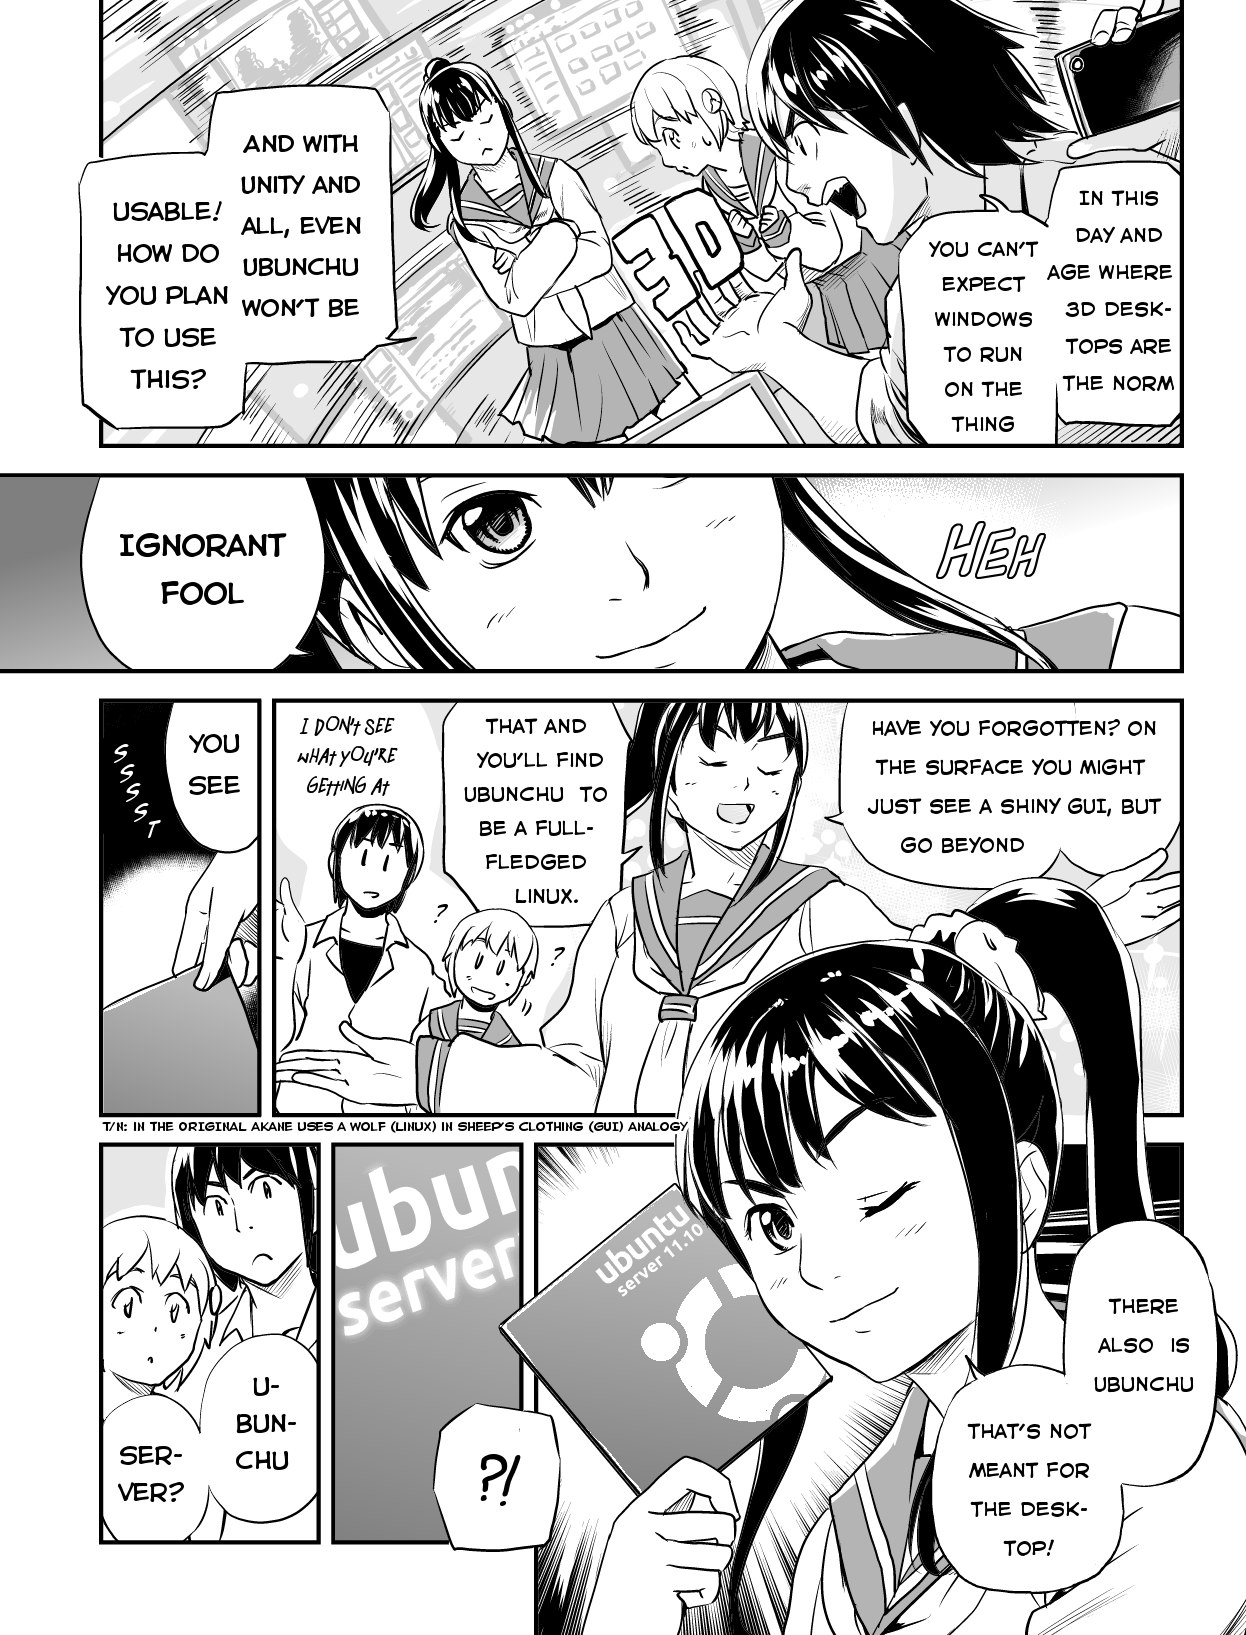 IN THIS
DAY AND
AGE WHERE
3D DESK-
TOPS ARE
THE NORM
YOU CAN'T
EXPECT
WINDOWS
TO RUN
ON THE
THING
3D
AND WITH
UNITY AND
ALL, EVEN
UBUNCHU
WON'T BE
USABLE!
HOW DO
YOU PLAN
TO USE
THIS?
HEH
IGNORANT
FOOL
HAVE YOU FORGOTTEN? ON
THE SURFACE YOU MIGHT
JUST SEE A SHINY GUI, BUT
GO BEYOND
THAT AND
YOU'LL FIND
UBUNCHU TO
BE A FULL-
FLEDGED
LINUX.
I DON'T SEE
WHAT YOU'RE
GETTING AT
?
?
YOU
SEE
SSSST
T/N: IN THE ORIGINAL AKANE USES A WOLF (LINUX) IN SHEEP'S CLOTHING (GUI) ANALOGY
THERE
ALSO IS
UBUNCHU
THAT'S NOT
MEANT FOR
THE DESK-
TOP!
ubuntu
server 11.10
ubun
server
?!
U-
BUN-
CHU
SER-
VER?